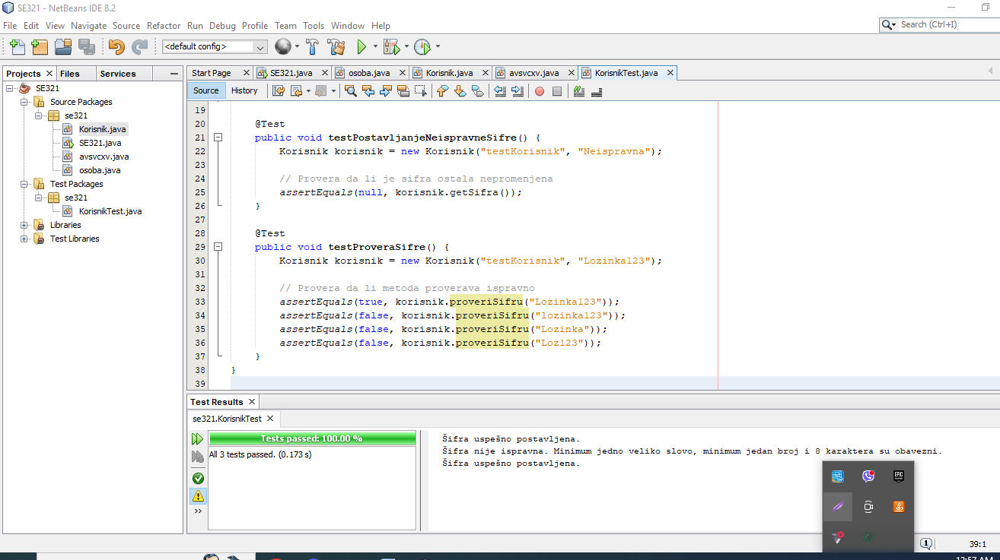 SE321 - NetBeans IDE 8.2
File Edit View Navigate Source Refactor Run Debug Profile Team Tools Window Help
Search (Ctrl+I)
<default config>
Projects Files Services
Start Page SE321.java osoba.java Korisnik.java avsvcxv.java KorisnikTest.java
Source History
SE321
Source Packages
se321
Korisnik.java
SE321.java
avsvcxv.java
osoba.java
Test Packages
se321
KorisnikTest.java
Libraries
Test Libraries
19
20 @Test
21 public void testPostavljanjeNeispravneSifre() {
22 Korisnik korisnik = new Korisnik("testKorisnik", "Neispravna");
23
24 // Provera da li je sifra ostala nepromenjena
25 assertEquals(null, korisnik.getSifra());
26 }
27
28 @Test
29 public void testProveraSifre() {
30 Korisnik korisnik = new Korisnik("testKorisnik", "Lozinka123");
31
32 // Provera da li metoda proverava ispravno
33 assertEquals(true, korisnik.proveriSifru("Lozinka123"));
34 assertEquals(false, korisnik.proveriSifru("lozinka123"));
35 assertEquals(false, korisnik.proveriSifru("Lozinka"));
36 assertEquals(false, korisnik.proveriSifru("Loz123"));
37 }
38 }
39
Test Results
se321.KorisnikTest
Tests passed: 100.00 %
All 3 tests passed. (0.173 s)
Šifra uspešno postavljena.
Šifra nije ispravna. Minimum jedno veliko slovo, minimum jedan broj i 8 karaktera su obavezni.
Šifra uspešno postavljena.
EPIC
1
39:1
12:57 AM